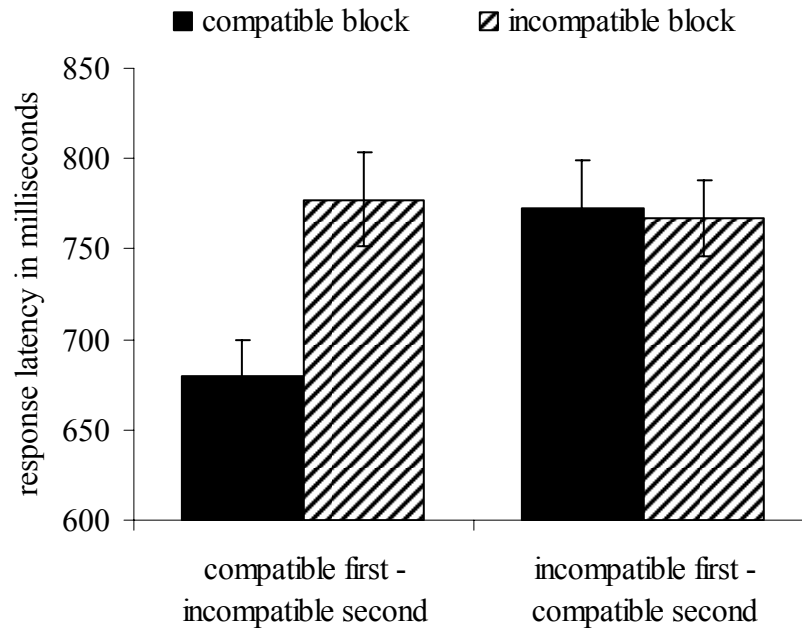 compatible block
incompatible block
response latency in milliseconds
850
800
750
700
650
600
compatible first -
incompatible second
incompatible first -
compatible second